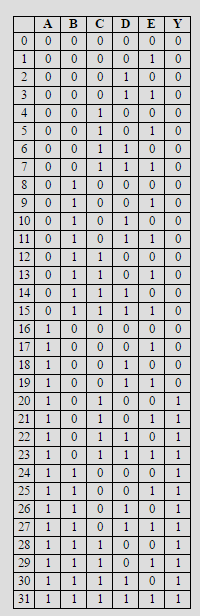 A B C D E Y
0 0 0 0 0 0 0
1 0 0 0 0 1 0
2 0 0 0 1 0 0
3 0 0 0 1 1 0
4 0 0 1 0 0 0
5 0 0 1 0 1 0
6 0 0 1 1 0 0
7 0 0 1 1 1 0
8 0 1 0 0 0 0
9 0 1 0 0 1 0
10 0 1 0 1 0 0
11 0 1 0 1 1 0
12 0 1 1 0 0 0
13 0 1 1 0 1 0
14 0 1 1 1 0 0
15 0 1 1 1 1 0
16 1 0 0 0 0 0
17 1 0 0 0 1 0
18 1 0 0 1 0 0
19 1 0 0 1 1 0
20 1 0 1 0 0 1
21 1 0 1 0 1 1
22 1 0 1 1 0 1
23 1 0 1 1 1 1
24 1 1 0 0 0 1
25 1 1 0 0 1 1
26 1 1 0 1 0 1
27 1 1 0 1 1 1
28 1 1 1 0 0 1
29 1 1 1 0 1 1
30 1 1 1 1 0 1
31 1 1 1 1 1 1